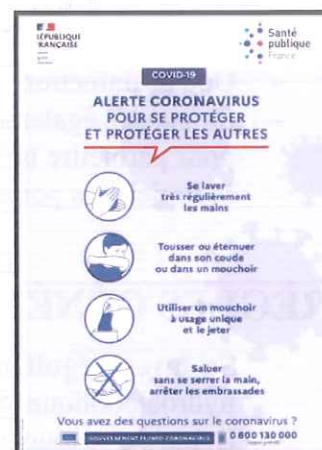 RÉPUBLIQUE
FRANÇAISE
Santé
publique
France
COVID-19
ALERTE CORONAVIRUS
POUR SE PROTÉGER
ET PROTÉGER LES AUTRES
Se laver
très régulièrement
les mains
Tousser ou éternuer
dans son coude
ou dans un mouchoir
Utiliser un mouchoir
à usage unique
et le jeter
Saluer
sans se serrer la main,
arrêter les embrassades
Vous avez des questions sur le coronavirus ?
GOUVERNEMENT.FR/INFO-CORONAVIRUS
0 800 130 000